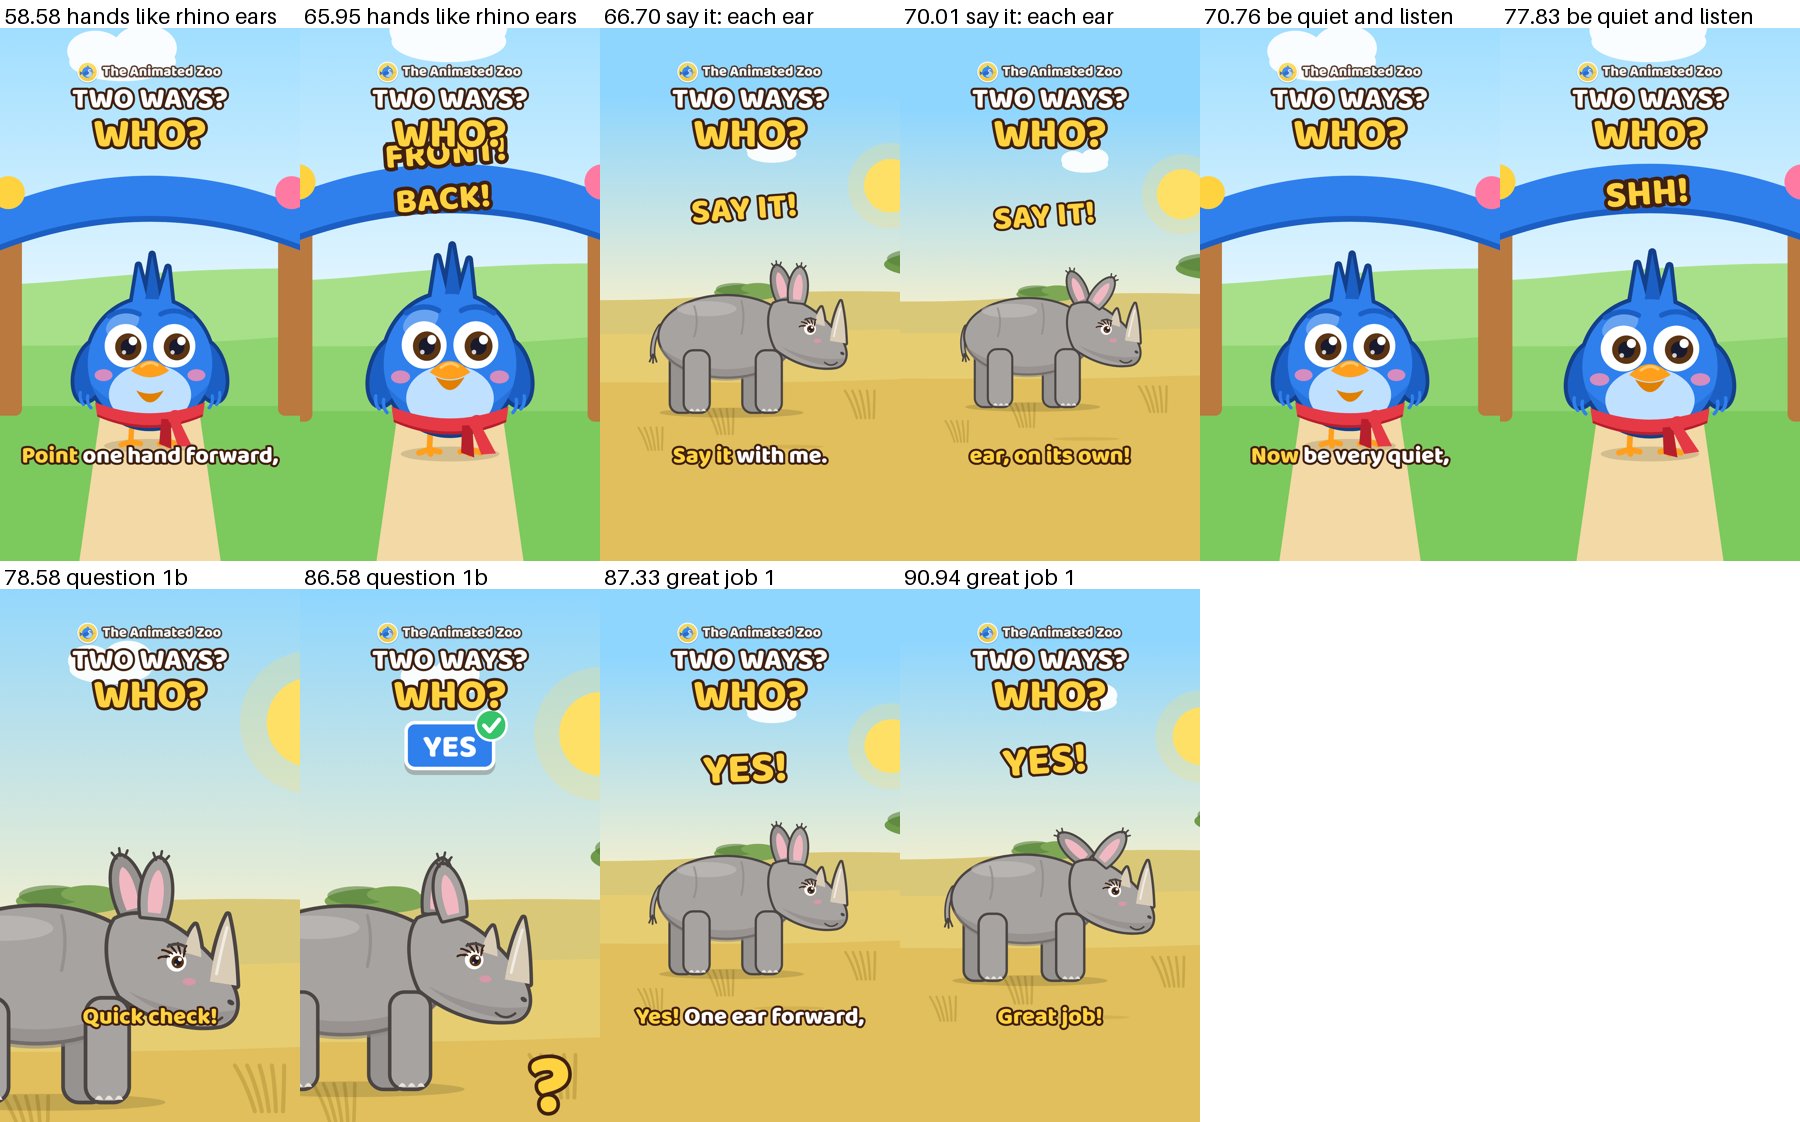 58.58 hands like rhino ears
The Animated Zoo
TWO WAYS?
WHO?
Point one hand forward,
65.95 hands like rhino ears
The Animated Zoo
TWO WAYS?
WHO?
FRONT!
BACK!
66.70 say it: each ear
The Animated Zoo
TWO WAYS?
WHO?
SAY IT!
Say it with me.
70.01 say it: each ear
The Animated Zoo
TWO WAYS?
WHO?
SAY IT!
ear, on its own!
70.76 be quiet and listen
The Animated Zoo
TWO WAYS?
WHO?
Now be very quiet,
77.83 be quiet and listen
The Animated Zoo
TWO WAYS?
WHO?
SHH!
78.58 question 1b
The Animated Zoo
TWO WAYS?
WHO?
Quick check!
86.58 question 1b
The Animated Zoo
TWO WAYS?
WHO?
YES
?
87.33 great job 1
The Animated Zoo
TWO WAYS?
WHO?
YES!
Yes! One ear forward,
90.94 great job 1
The Animated Zoo
TWO WAYS?
WHO?
YES!
Great job!